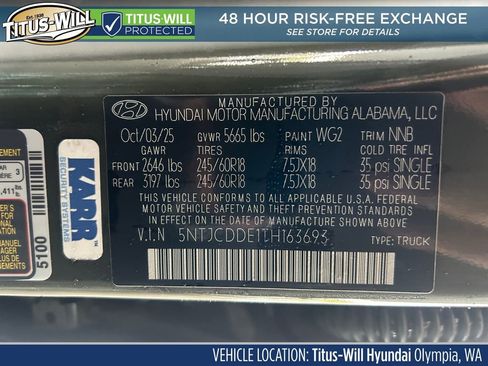 EST. 1938
TITUS-WILL
TITUS-WILL
PROTECTED
48 HOUR RISK-FREE EXCHANGE
SEE STORE FOR DETAILS
MANUFACTURED BY
HYUNDAI MOTOR MANUFACTURING ALABAMA, LLC
Oct/03/25 GVWR 5665 lbs PAINT WG2 TRIM NNB
GAWR TIRES RIMS COLD TIRE INFL
FRONT 2646 lbs 245/60R18 7.5JX18 35 psi SINGLE
REAR 3197 lbs 245/60R18 7.5JX18 35 psi SINGLE
THIS VEHICLE CONFORMS TO ALL APPLICABLE U.S.A. FEDERAL
MOTOR VEHICLE SAFETY STANDARDS
IN EFFECT ON THE DATE OF MANUFACTURE SHOWN ABOVE
V.I.N 5NTJCDDE1TH163693 TYPE: TRUCK
KARR
SECURITY SYSTEMS
5100
3
VEHICLE LOCATION: Titus-Will Hyundai Olympia, WA